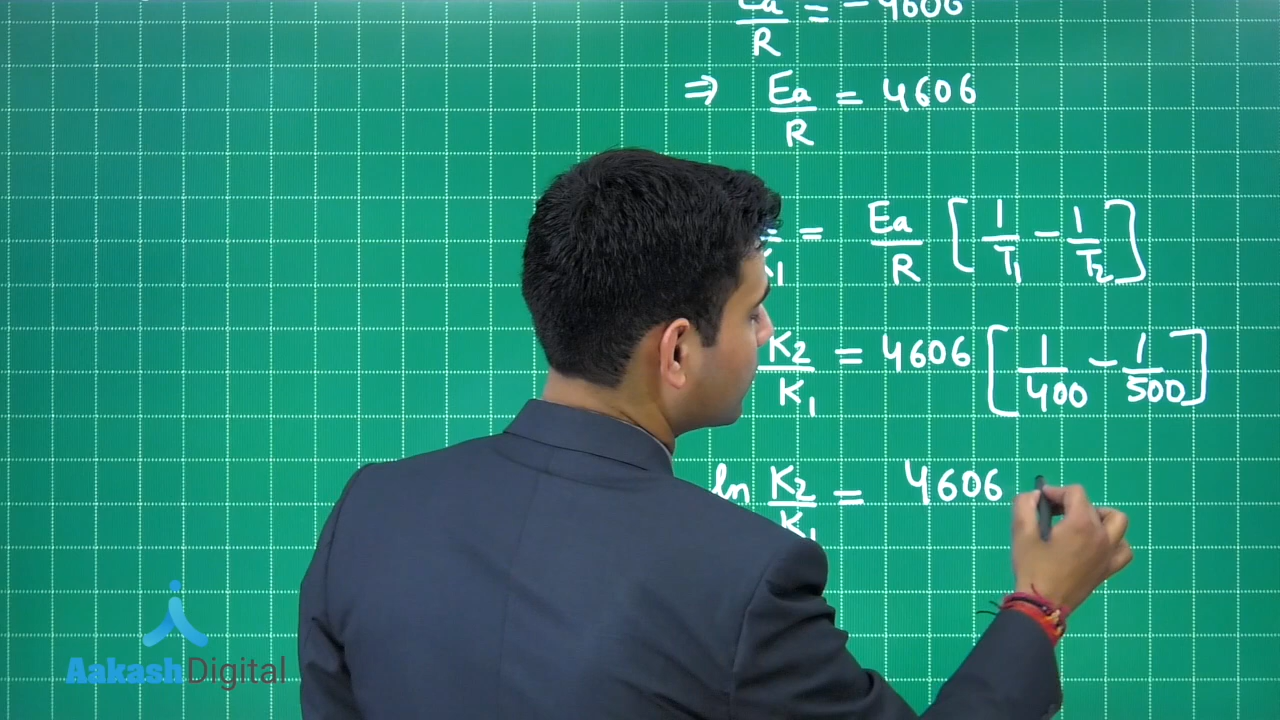 Ea/R = -4606
⇒ Ea/R = 4606
K1 = Ea/R [1/T1 - 1/T2]
K2/K1 = 4606 [1/400 - 1/500]
ln K2/K1 = 4606
Aakash Digital